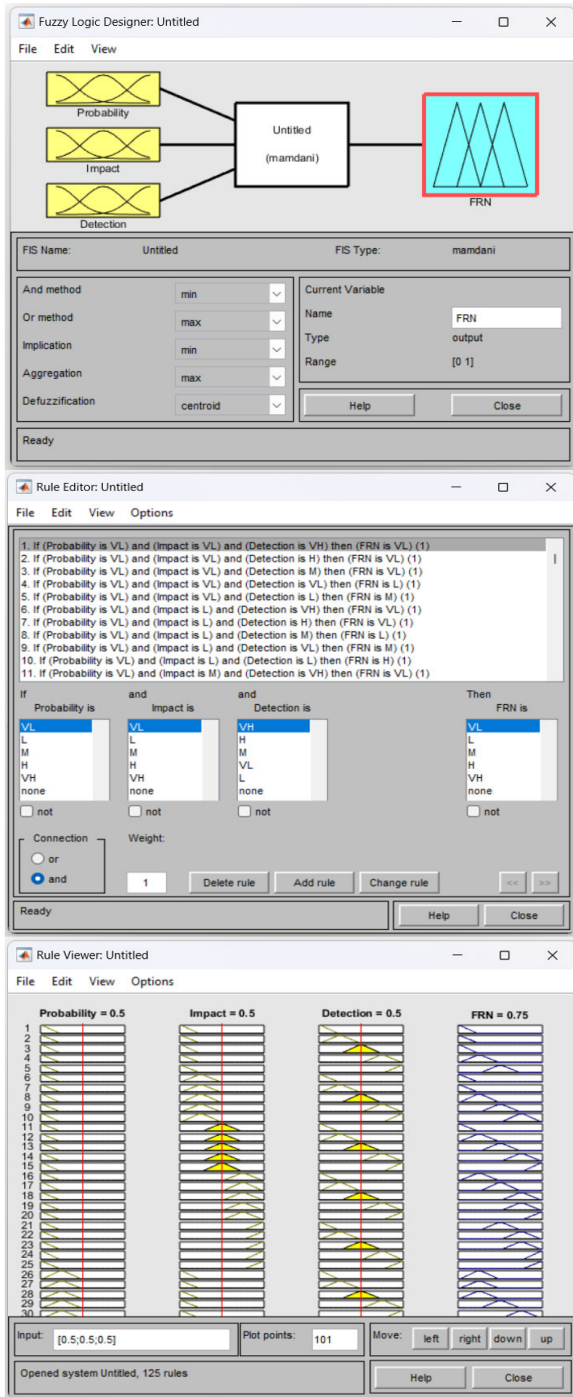 Fuzzy Logic Designer: Untitled
File Edit View
Probability
Impact
Detection
Untitled
(mamdani)
FRN
FIS Name: Untitled FIS Type: mamdani
And method min
Or method max
Implication min
Aggregation max
Defuzzification centroid
Current Variable
Name FRN
Type output
Range [0 1]
Help Close
Ready
Rule Editor: Untitled
File Edit View Options
1. If (Probability is VL) and (Impact is VL) and (Detection is VH) then (FRN is VL) (1)
2. If (Probability is VL) and (Impact is VL) and (Detection is H) then (FRN is VL) (1)
3. If (Probability is VL) and (Impact is VL) and (Detection is M) then (FRN is VL) (1)
4. If (Probability is VL) and (Impact is VL) and (Detection is VL) then (FRN is L) (1)
5. If (Probability is VL) and (Impact is VL) and (Detection is L) then (FRN is M) (1)
6. If (Probability is VL) and (Impact is L) and (Detection is VH) then (FRN is VL) (1)
7. If (Probability is VL) and (Impact is L) and (Detection is H) then (FRN is VL) (1)
8. If (Probability is VL) and (Impact is L) and (Detection is M) then (FRN is L) (1)
9. If (Probability is VL) and (Impact is L) and (Detection is VL) then (FRN is M) (1)
10. If (Probability is VL) and (Impact is L) and (Detection is L) then (FRN is H) (1)
11. If (Probability is VL) and (Impact is M) and (Detection is VH) then (FRN is VL) (1)
If and and Then
Probability is Impact is Detection is FRN is
VL VL VH VL
L L H L
M M M M
H H VL H
VH VH L VH
none none none none
not not not not
Connection Weight:
or
and 1 Delete rule Add rule Change rule << >>
Ready Help Close
Rule Viewer: Untitled
File Edit View Options
Probability = 0.5 Impact = 0.5 Detection = 0.5 FRN = 0.75
1
2
3
4
5
6
7
8
9
10
11
12
13
14
15
16
17
18
19
20
21
22
23
24
25
26
27
28
29
30
Input: [0.5;0.5;0.5] Plot points: 101 Move: left right down up
Opened system Untitled, 125 rules Help Close